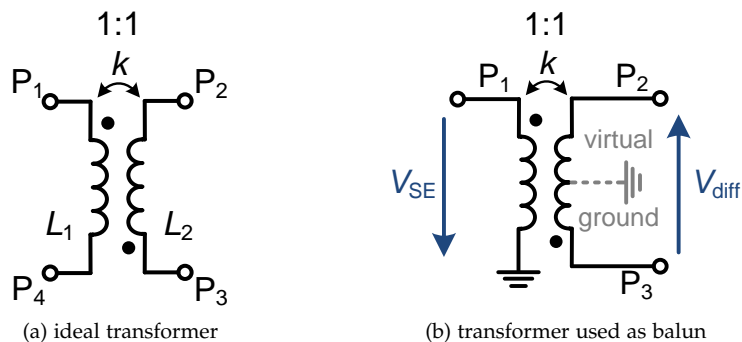 1:1
k
P1
P2
L1
L2
P4
P3
(a) ideal transformer
1:1
k
P1
P2
virtual
VSE
Vdiff
ground
P3
(b) transformer used as balun